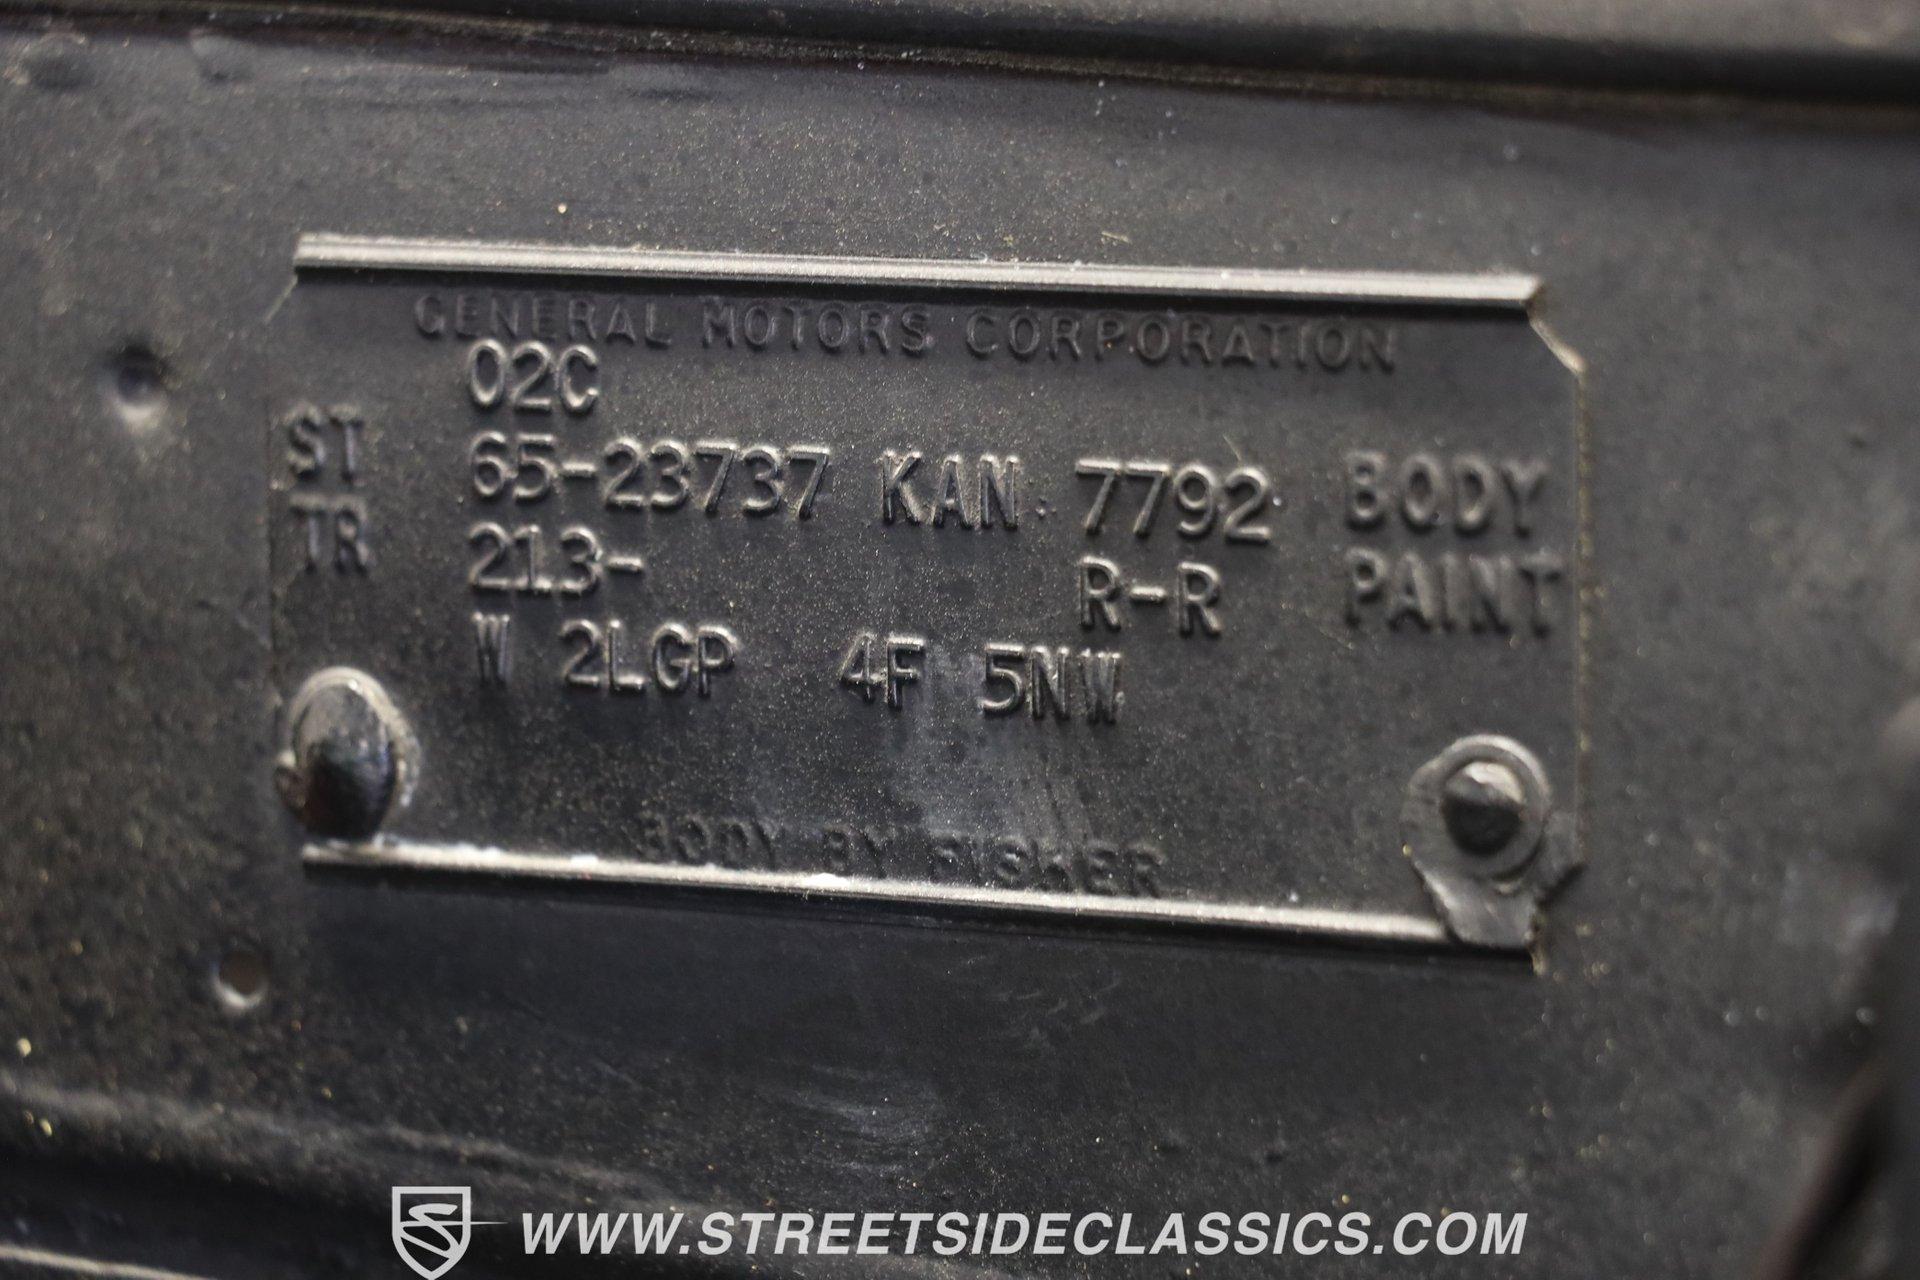 GENERAL MOTORS CORPORATION
02C
ST 65-23737 KAN 7792 BODY
TR 213- R-R PAINT
W 2LGP 4F 5NW
BODY BY FISHER
WWW.STREETSIDECLASSICS.COM